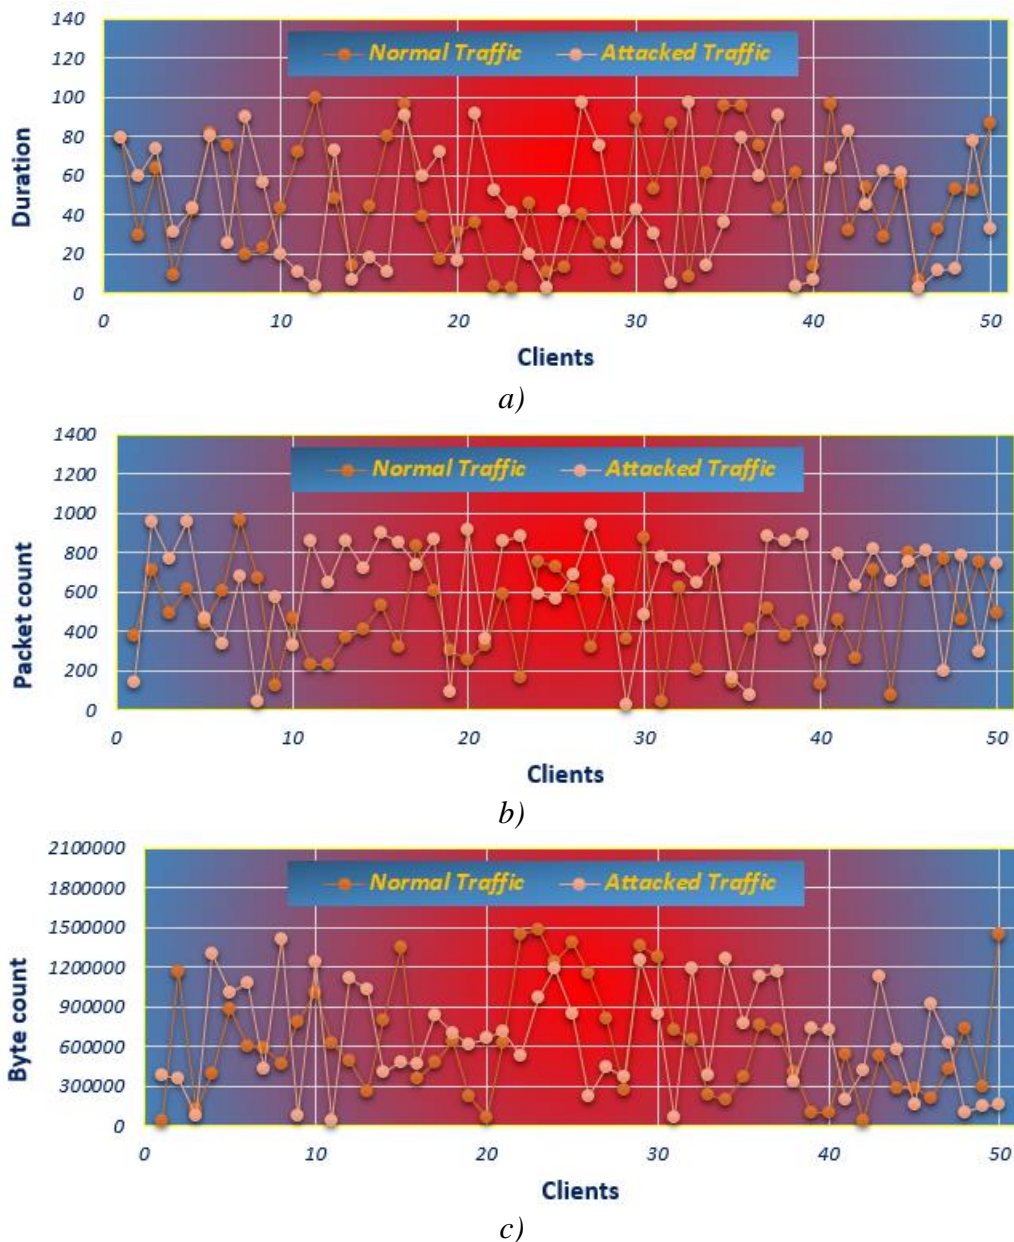 140
120
100
80
60
40
20
0
Duration
Normal Traffic Attacked Traffic
0 10 20 30 40 50
Clients
a)
1400
1200
1000
800
600
400
200
0
Packet count
Normal Traffic Attacked Traffic
0 10 20 30 40 50
Clients
b)
2100000
1800000
1500000
1200000
900000
600000
300000
0
Byte count
Normal Traffic Attacked Traffic
0 10 20 30 40 50
Clients
c)